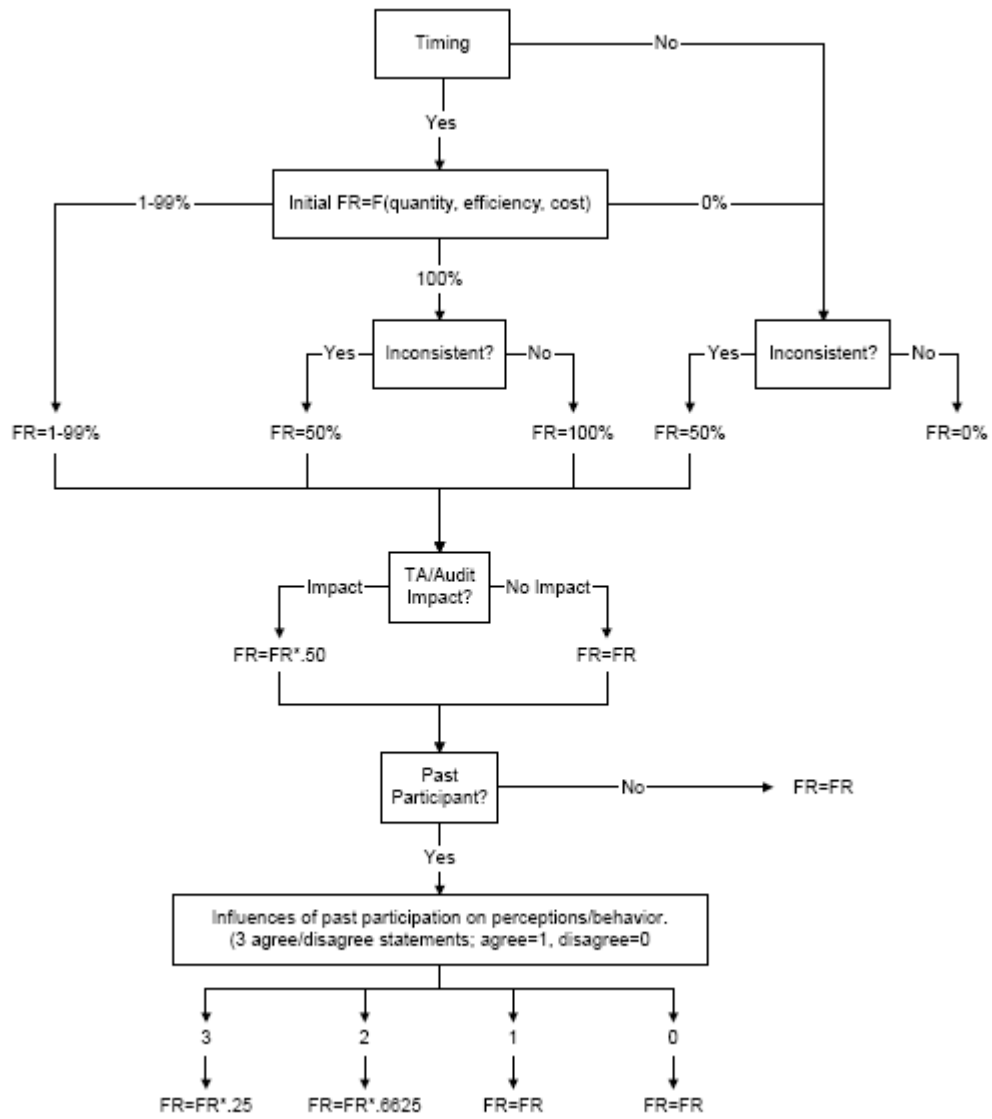 Timing
No
Yes
1-99%
Initial FR=F(quantity, efficiency, cost)
0%
100%
Yes
Inconsistent?
No
Yes
Inconsistent?
No
FR=1-99%
FR=50%
FR=100%
FR=50%
FR=0%
Impact
TA/Audit
Impact?
No Impact
FR=FR*.50
FR=FR
Past
Participant?
No
FR=FR
Yes
Influences of past participation on perceptions/behavior.
(3 agree/disagree statements; agree=1, disagree=0
3
2
1
0
FR=FR*.25
FR=FR*.6625
FR=FR
FR=FR